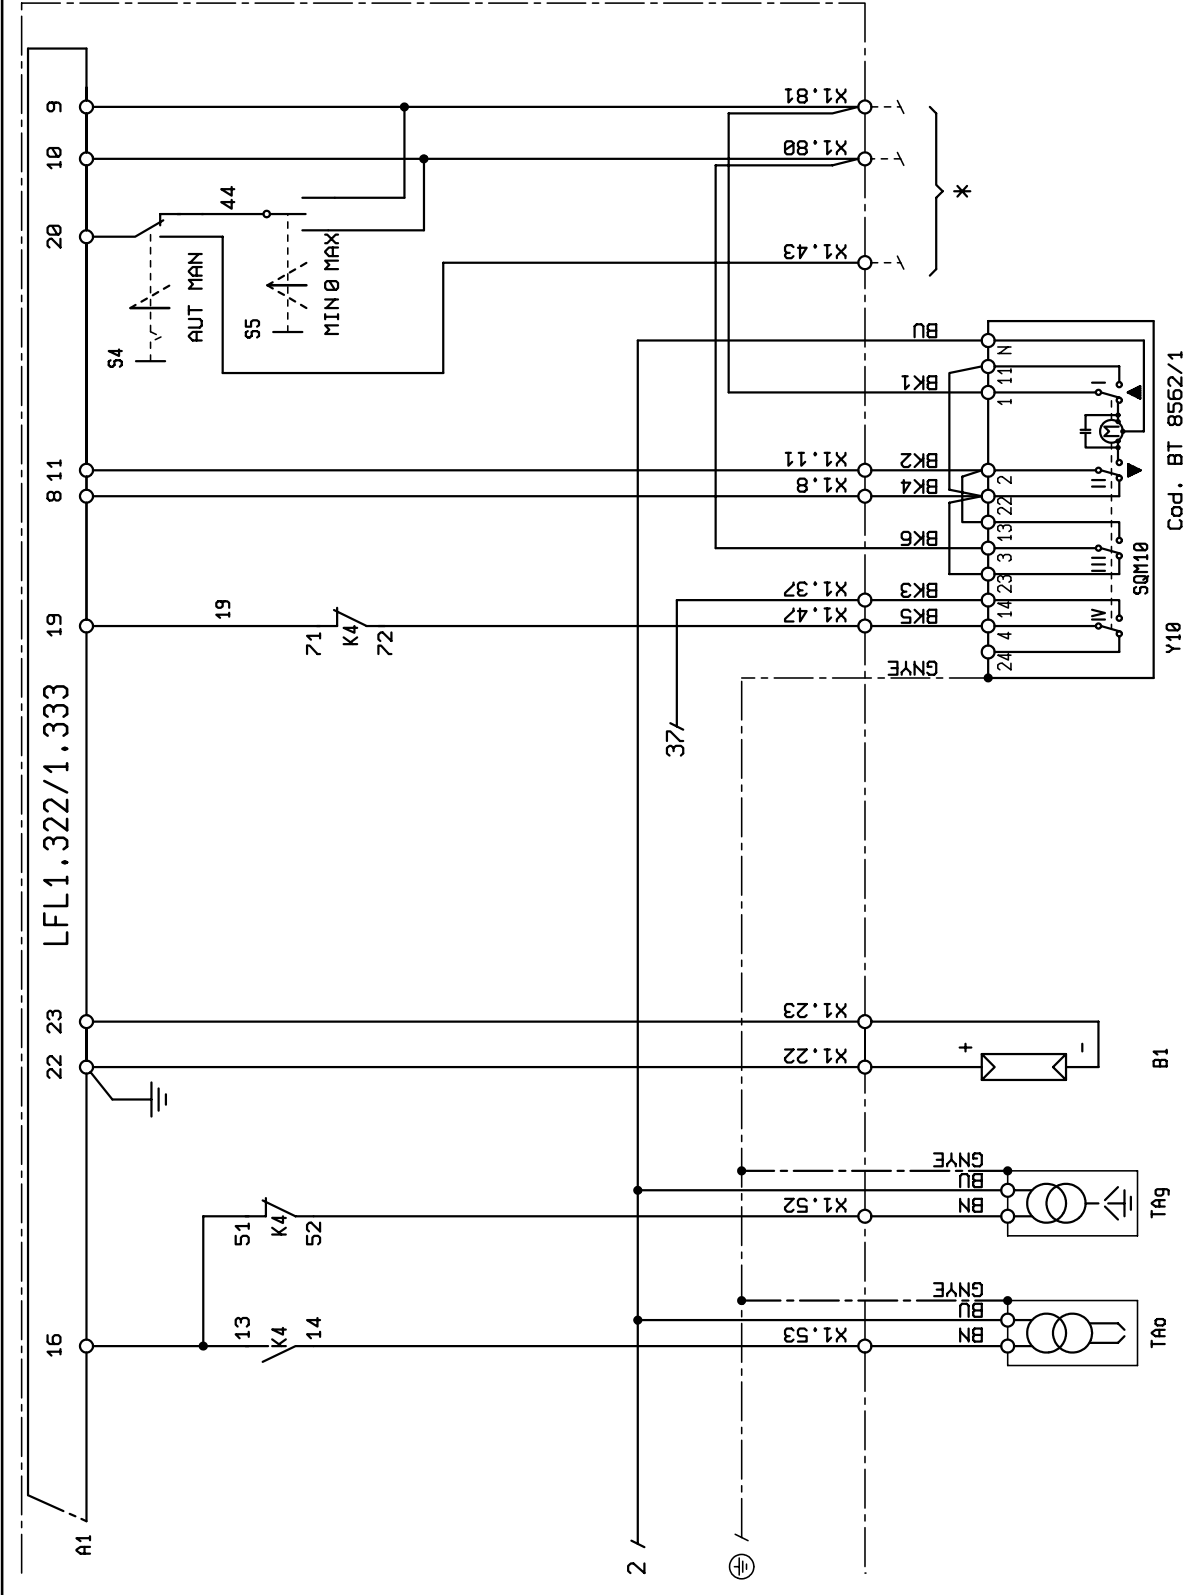 A1
LFL1.322/1.333
16
22
23
19
8
11
20
10
9
13
K4
14
51
K4
52
71
K4
72
19
S4
AUT MAN
44
S5
MIN 0 MAX
2
37
X1.53
X1.52
X1.22
X1.23
X1.47
X1.37
X1.8
X1.11
X1.43
X1.80
X1.81
*
BN
BU
GNYE
TAo
BN
BU
GNYE
TAg
+
-
B1
GNYE
BK5
BK3
BK6
BK4
BK2
BK1
BU
24
4
14
23
3
13
22
2
1
11
N
IV
III
II
I
M
SQM10
Y10
Cod. BT 8562/1